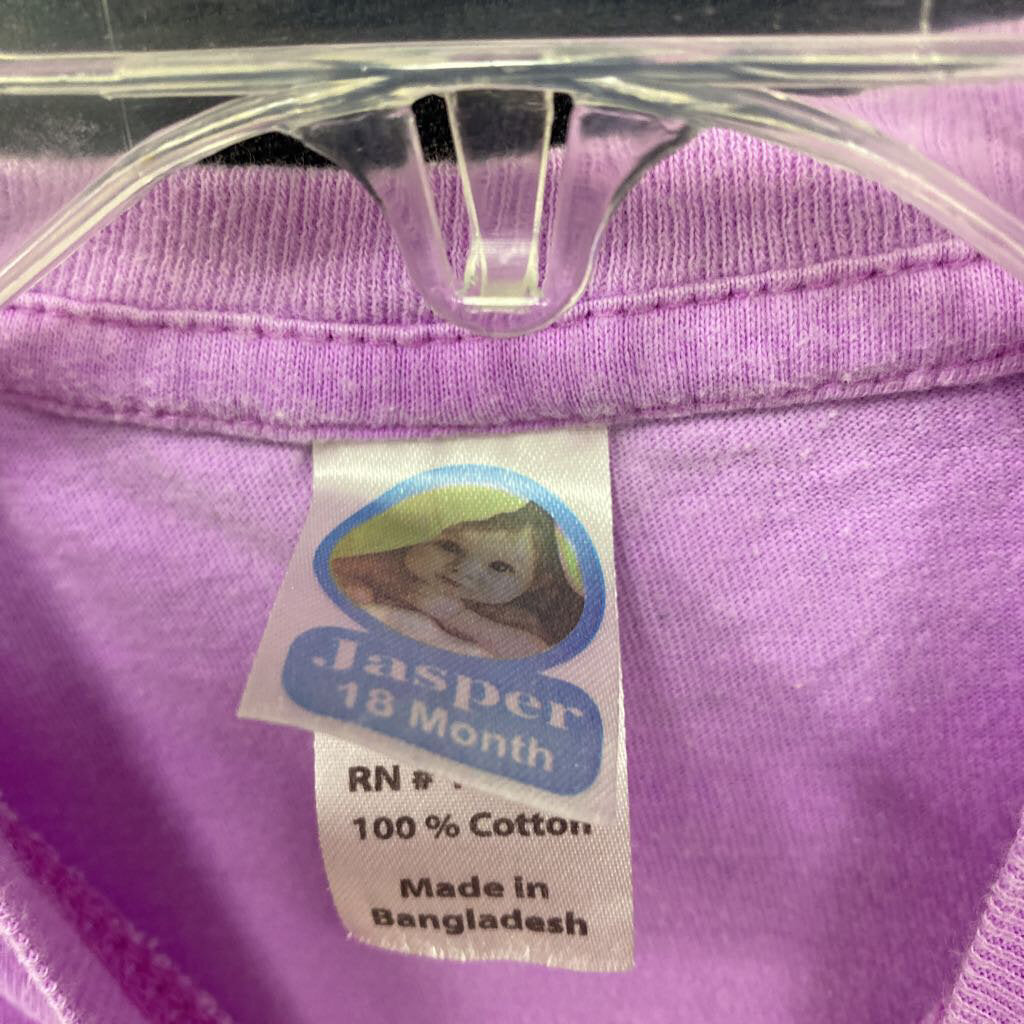 Jasper
18 Month
RN #
100 % Cotton
Made in
Bangladesh